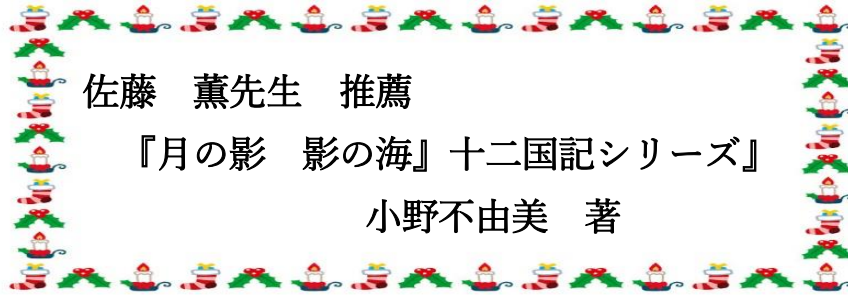 佐藤　薫先生　推薦
『月の影　影の海』十二国記シリーズ』
小野不由美　著